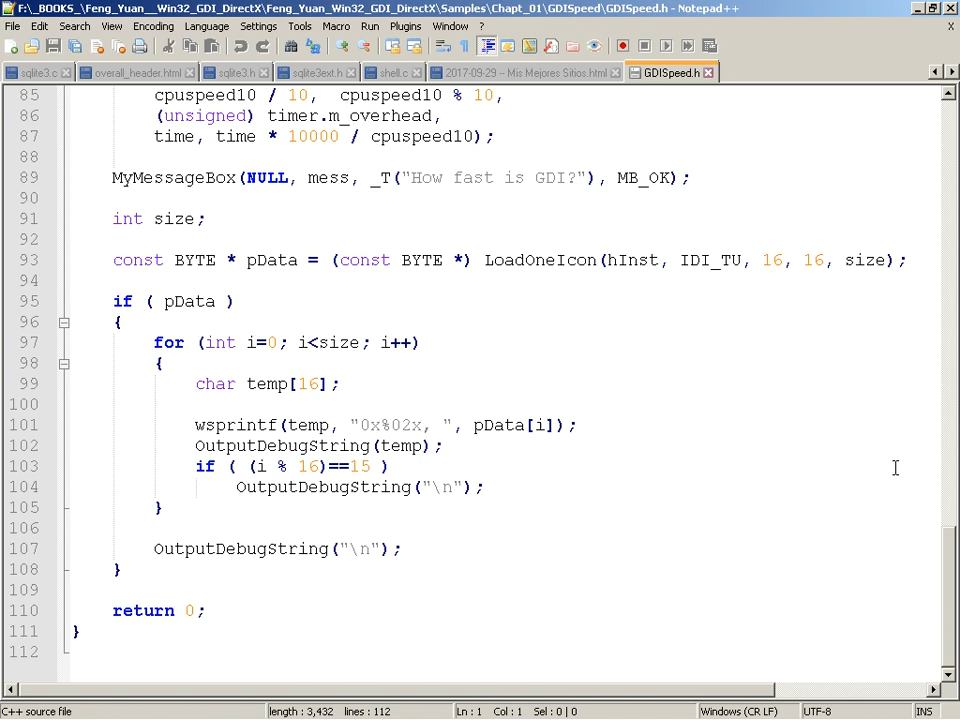 F:\_BOOKS_\Feng_Yuan__Win32_GDI_DirectX\Feng_Yuan_Win32_GDI_DirectX\Samples\Chapt_01\GDISpeed\GDISpeed.h - Notepad++
File Edit Search View Encoding Language Settings Tools Macro Run Plugins Window ? X
sqlite3.c overall_header.html sqlite3.h sqlite3ext.h shell.c 2017-09-29 -- Mis Mejores Sitios.html GDISpeed.h
85 cpuspeed10 / 10, cpuspeed10 % 10,
86 (unsigned) timer.m_overhead,
87 time, time * 10000 / cpuspeed10);
88
89 MyMessageBox(NULL, mess, _T("How fast is GDI?"), MB_OK);
90
91 int size;
92
93 const BYTE * pData = (const BYTE *) LoadOneIcon(hInst, IDI_TU, 16, 16, size);
94
95 if ( pData )
96 {
97 for (int i=0; i<size; i++)
98 {
99 char temp[16];
100
101 wsprintf(temp, "0x%02x, ", pData[i]);
102 OutputDebugString(temp);
103 if ( (i % 16)==15 )
104 OutputDebugString("\n");
105 }
106
107 OutputDebugString("\n");
108 }
109
110 return 0;
111 }
112
C++ source file length : 3,432 lines : 112 Ln : 1 Col : 1 Sel : 0 | 0 Windows (CR LF) UTF-8 INS